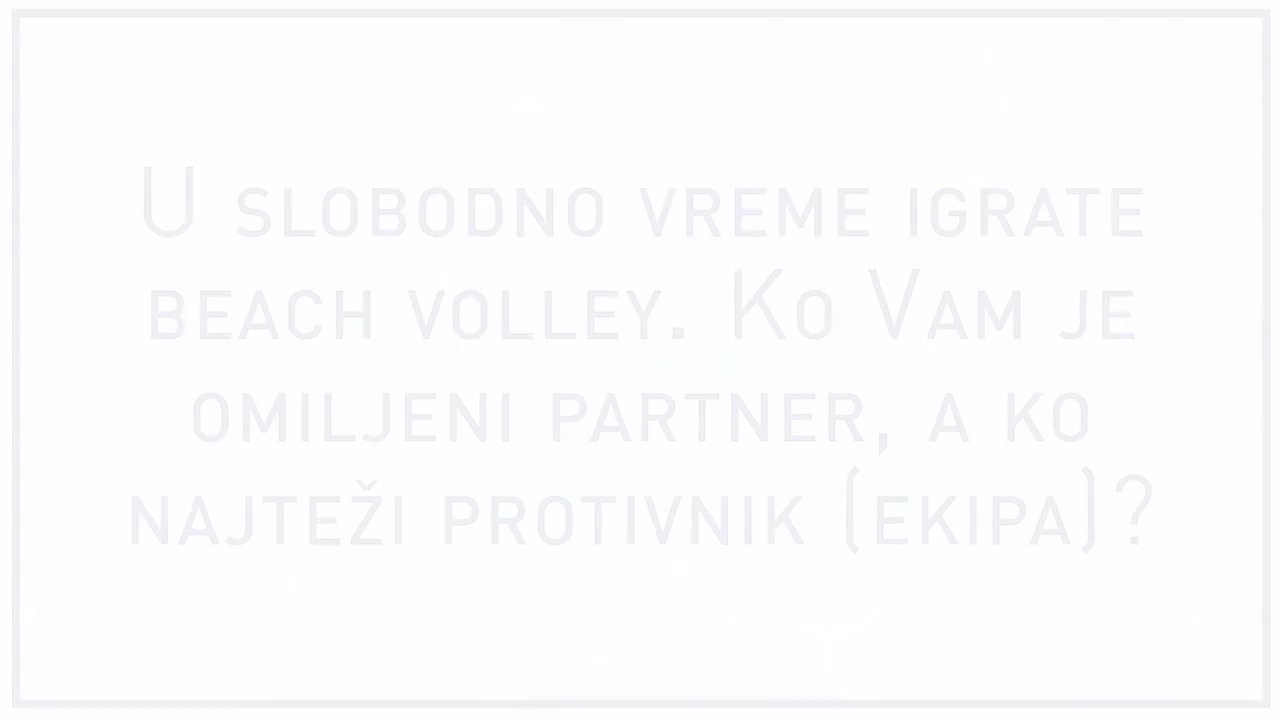 U SLOBODNO VREME IGRATE
BEACH VOLLEY. KO VAM JE
OMILJENI PARTNER, A KO
NAJTEŽI PROTIVNIK (EKIPA)?